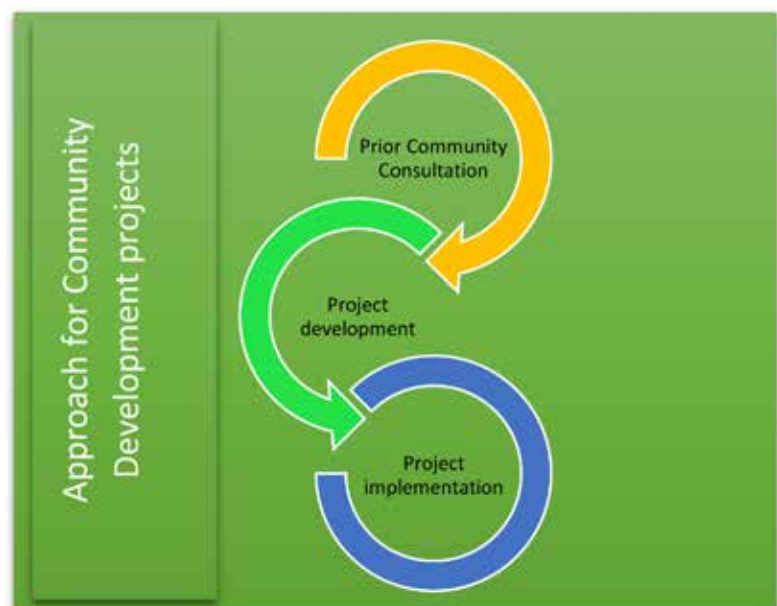 Approach for Community
Development projects
Prior Community
Consultation
Project
development
Project
implementation